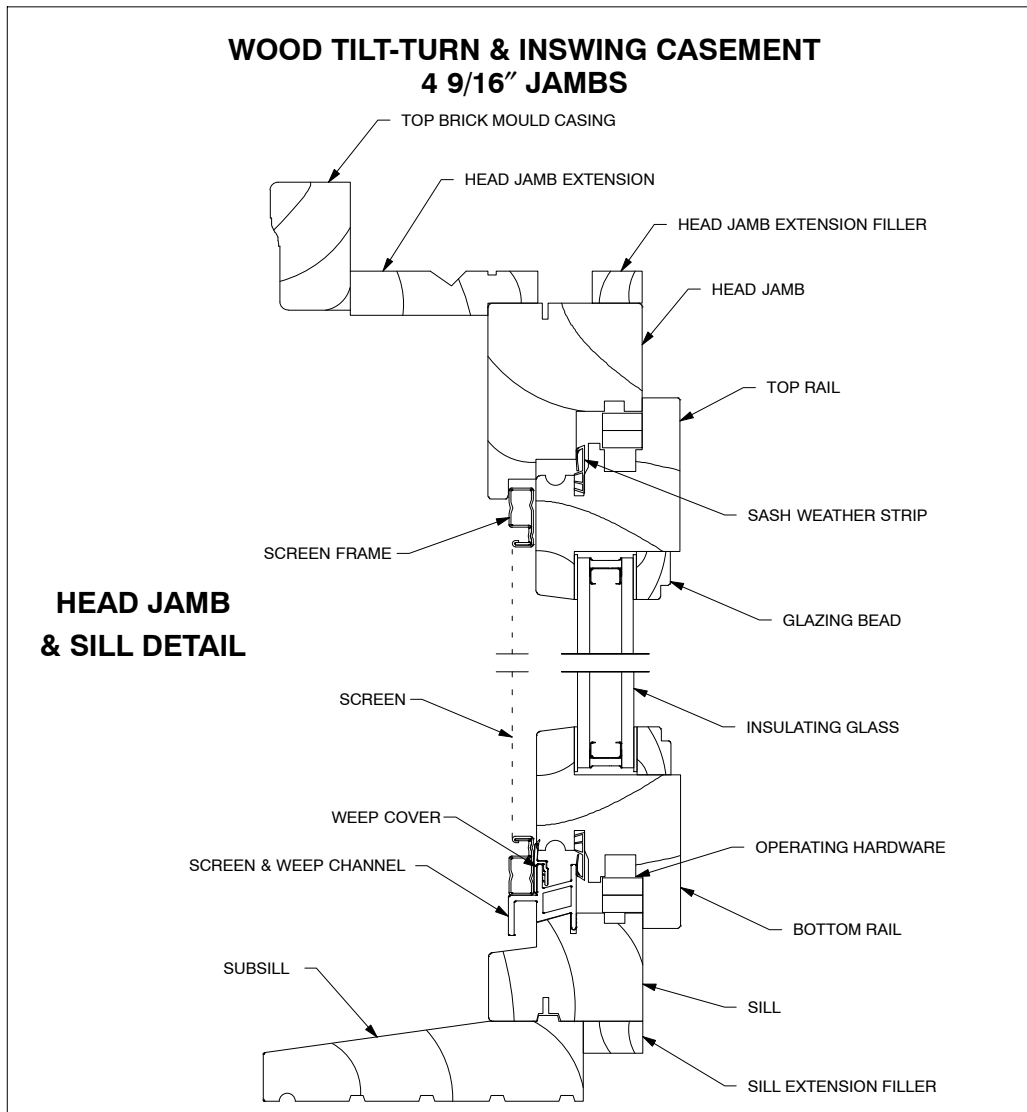 WOOD TILT-TURN & INSWING CASEMENT
4 9/16″ JAMBS
TOP BRICK MOULD CASING
HEAD JAMB EXTENSION
HEAD JAMB EXTENSION FILLER
HEAD JAMB
TOP RAIL
SASH WEATHER STRIP
SCREEN FRAME
HEAD JAMB
& SILL DETAIL
GLAZING BEAD
SCREEN
INSULATING GLASS
WEEP COVER
OPERATING HARDWARE
SCREEN & WEEP CHANNEL
BOTTOM RAIL
SUBSILL
SILL
SILL EXTENSION FILLER